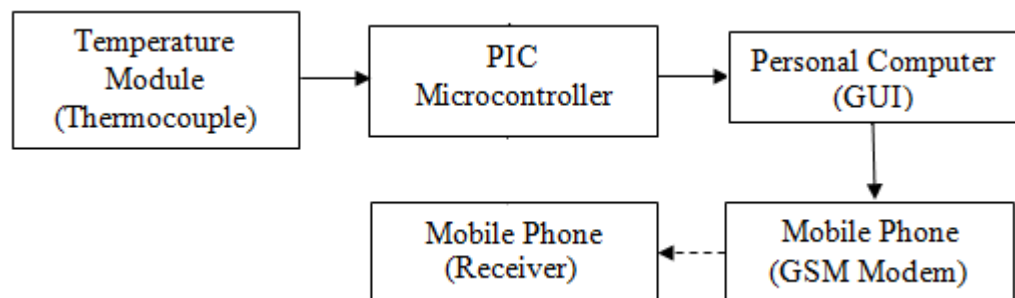 Temperature
Module
(Thermocouple)
PIC
Microcontroller
Personal Computer
(GUI)
Mobile Phone
(Receiver)
Mobile Phone
(GSM Modem)